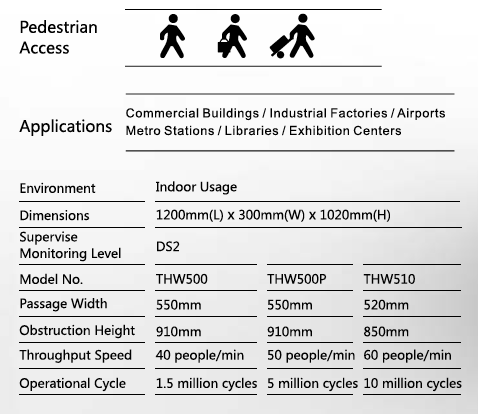 Pedestrian
Access
Applications
Commercial Buildings / Industrial Factories / Airports
Metro Stations / Libraries / Exhibition Centers
Environment Indoor Usage
Dimensions 1200mm(L) x 300mm(W) x 1020mm(H)
Supervise
Monitoring Level DS2
Model No. THW500 THW500P THW510
Passage Width 550mm 550mm 520mm
Obstruction Height 910mm 910mm 850mm
Throughput Speed 40 people/min 50 people/min 60 people/min
Operational Cycle 1.5 million cycles 5 million cycles 10 million cycles